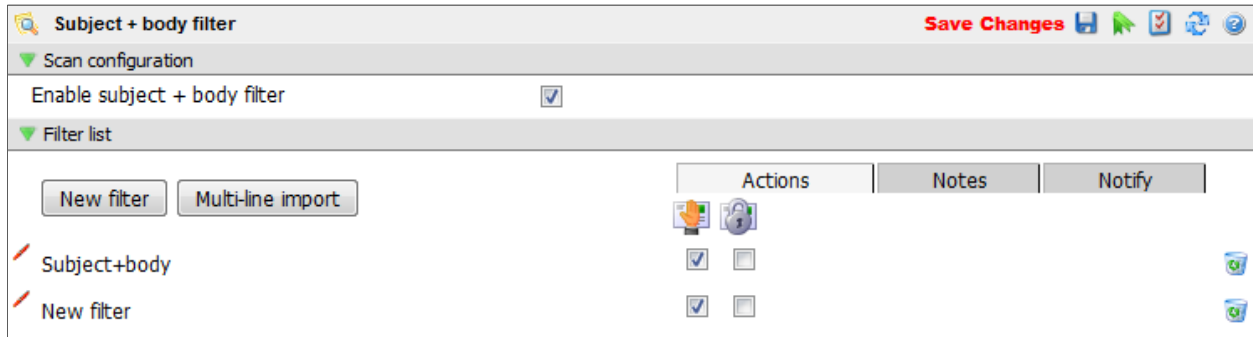 Subject + body filter Save Changes
Scan configuration
Enable subject + body filter
Filter list
Actions Notes Notify
New filter Multi-line import
Subject+body
New filter